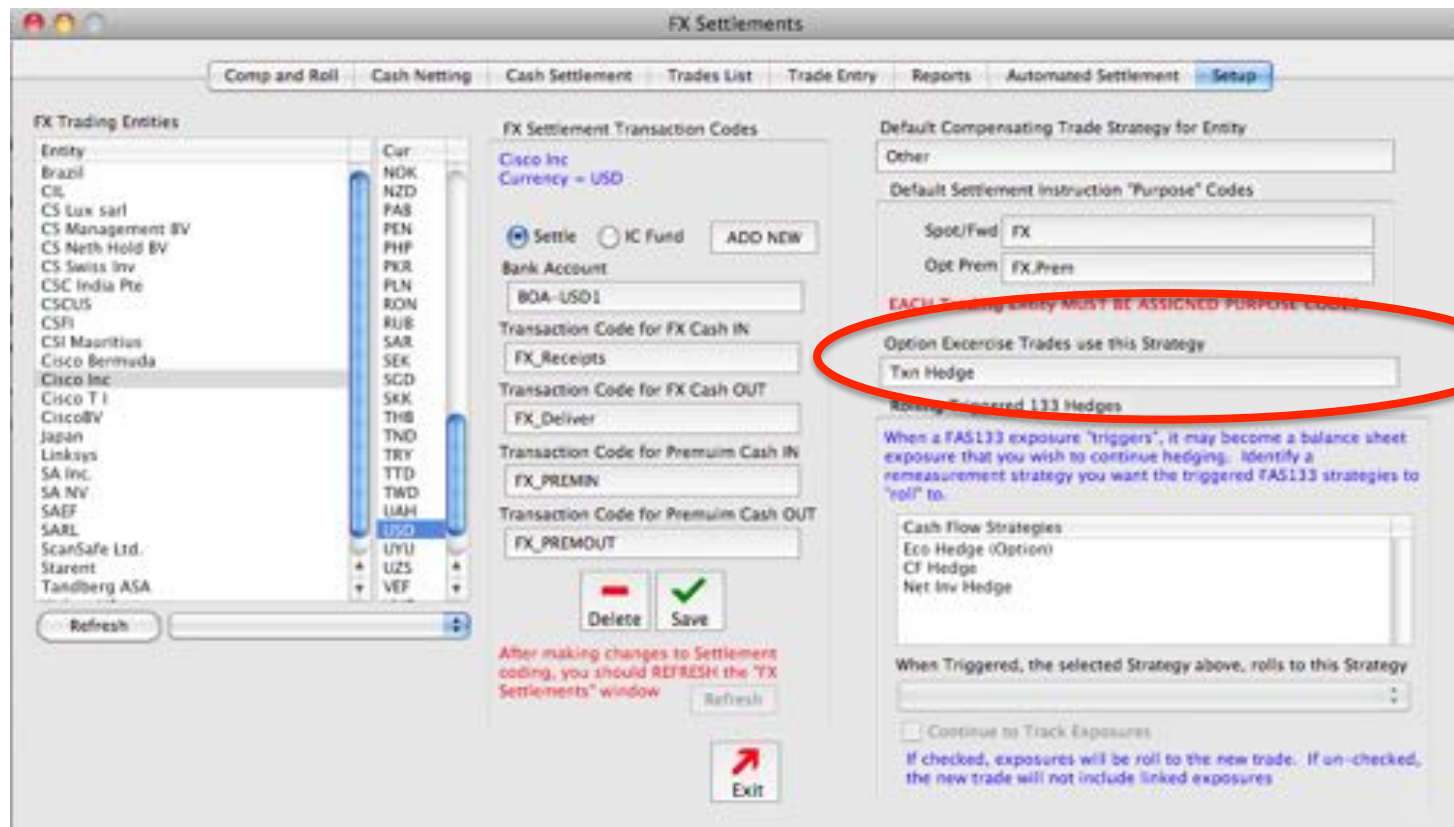 FX Settlements
Comp and Roll Cash Netting Cash Settlement Trades List Trade Entry Reports Automated Settlement Setup
FX Trading Entities
Entity Cur
Brazil NOK
CIL NZD
CS Lux sarl PAB
CS Management BV PEN
CS Neth Hold BV PHP
CS Swiss Inv PKR
CSC India Pte PLN
CSCUS RON
CSFI RUB
CSI Mauritius SAR
Cisco Bermuda SEK
Cisco Inc SGD
Cisco T I SKK
CiscoBV THB
Japan TND
Linksys TRY
SA Inc. TTD
SA NV TWD
SAEF UAH
SARL USD
ScanSafe Ltd. UYU
Starent UZS
Tandberg ASA VEF
Refresh
FX Settlement Transaction Codes
Cisco Inc
Currency = USD
Settle IC Fund ADD NEW
Bank Account
BOA-USD1
Transaction Code for FX Cash IN
FX_Receipts
Transaction Code for FX Cash OUT
FX_Deliver
Transaction Code for Premuim Cash IN
FX_PREMIN
Transaction Code for Premuim Cash OUT
FX_PREMOUT
Delete Save
After making changes to Settlement
coding, you should REFRESH the "FX
Settlements" window
Refresh
Exit
Default Compensating Trade Strategy for Entity
Other
Default Settlement Instruction "Purpose" Codes
Spot/Fwd FX
Opt Prem FX.Prem
EACH Trading Entity MUST BE ASSIGNED PURPOSE CODES
Option Excercise Trades use this Strategy
Txn Hedge
Rolling Triggered 133 Hedges
When a FAS133 exposure "triggers", it may become a balance sheet
exposure that you wish to continue hedging. Identify a
remeasurement strategy you want the triggered FAS133 strategies to
"roll" to.
Cash Flow Strategies
Eco Hedge (Option)
CF Hedge
Net Inv Hedge
When Triggered, the selected Strategy above, rolls to this Strategy
Continue to Track Exposures
If checked, exposures will be roll to the new trade. If un-checked,
the new trade will not include linked exposures